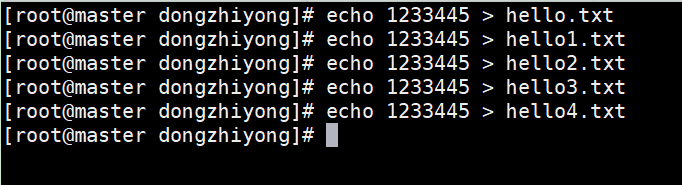 [root@master dongzhiyong]# echo 1233445 > hello.txt
[root@master dongzhiyong]# echo 1233445 > hello1.txt
[root@master dongzhiyong]# echo 1233445 > hello2.txt
[root@master dongzhiyong]# echo 1233445 > hello3.txt
[root@master dongzhiyong]# echo 1233445 > hello4.txt
[root@master dongzhiyong]#